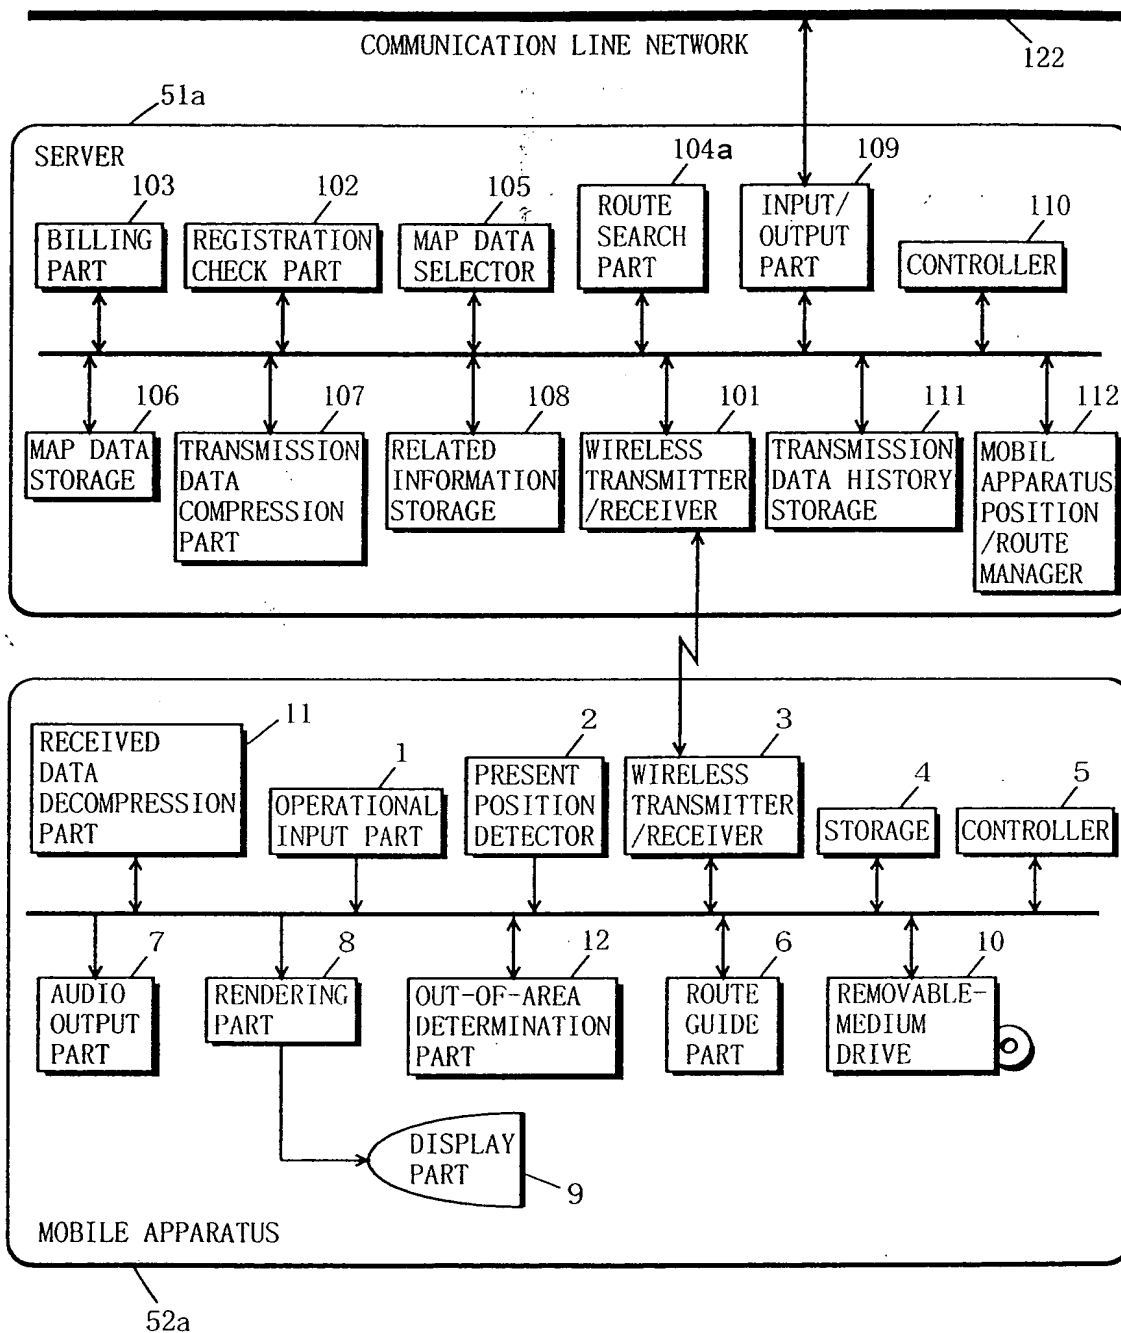 COMMUNICATION LINE NETWORK
122
51a
SERVER
103
102
105
104a
109
110
BILLING
PART
REGISTRATION
CHECK PART
MAP DATA
SELECTOR
ROUTE
SEARCH
PART
INPUT/
OUTPUT
PART
CONTROLLER
106
107
108
101
111
112
MAP DATA
STORAGE
TRANSMISSION
DATA
COMPRESSION
PART
RELATED
INFORMATION
STORAGE
WIRELESS
TRANSMITTER
/RECEIVER
TRANSMISSION
DATA HISTORY
STORAGE
MOBIL
APPARATUS
POSITION
/ROUTE
MANAGER
11
1
2
3
4
5
RECEIVED
DATA
DECOMPRESSION
PART
OPERATIONAL
INPUT PART
PRESENT
POSITION
DETECTOR
WIRELESS
TRANSMITTER
/RECEIVER
STORAGE
CONTROLLER
7
8
12
6
10
AUDIO
OUTPUT
PART
RENDERING
PART
OUT-OF-AREA
DETERMINATION
PART
ROUTE
GUIDE
PART
REMOVABLE-
MEDIUM
DRIVE
DISPLAY
PART
9
MOBILE APPARATUS
52a